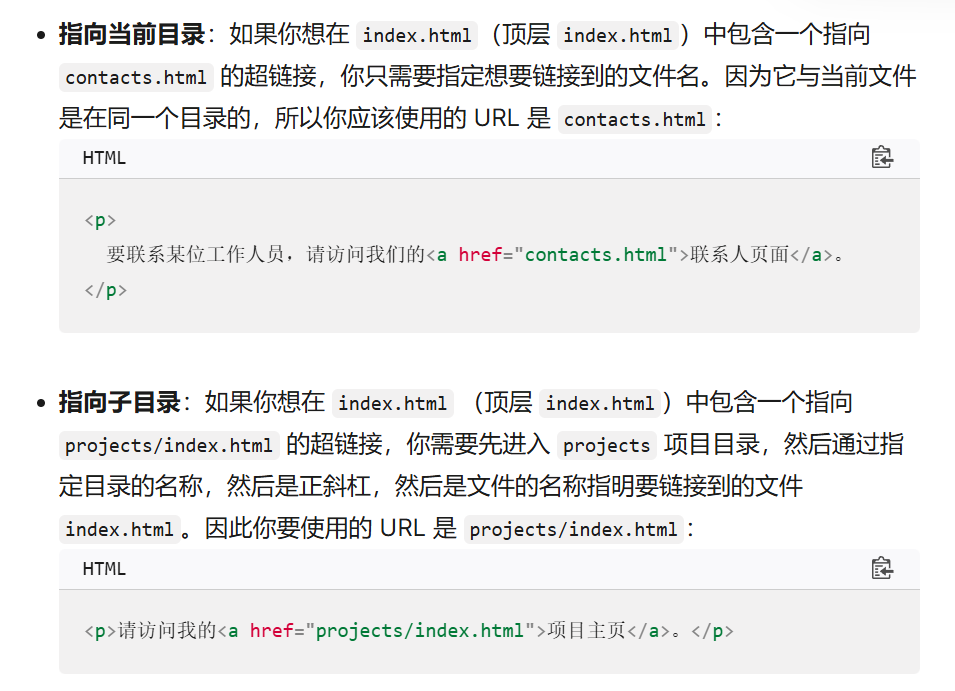 • 指向当前目录：如果你想在 index.html （顶层 index.html）中包含一个指向
contacts.html 的超链接，你只需要指定想要链接到的文件名。因为它与当前文件
是在同一个目录的，所以你应该使用的 URL 是 contacts.html：
HTML
<p>
  要联系某位工作人员，请访问我们的<a href="contacts.html">联系人页面</a>。
</p>
• 指向子目录：如果你想在 index.html （顶层 index.html）中包含一个指向
projects/index.html 的超链接，你需要先进入 projects 项目目录，然后通过指
定目录的名称，然后是正斜杠，然后是文件的名称指明要链接到的文件
index.html。因此你要使用的 URL 是 projects/index.html：
HTML
<p>请访问我的<a href="projects/index.html">项目主页</a>。</p>